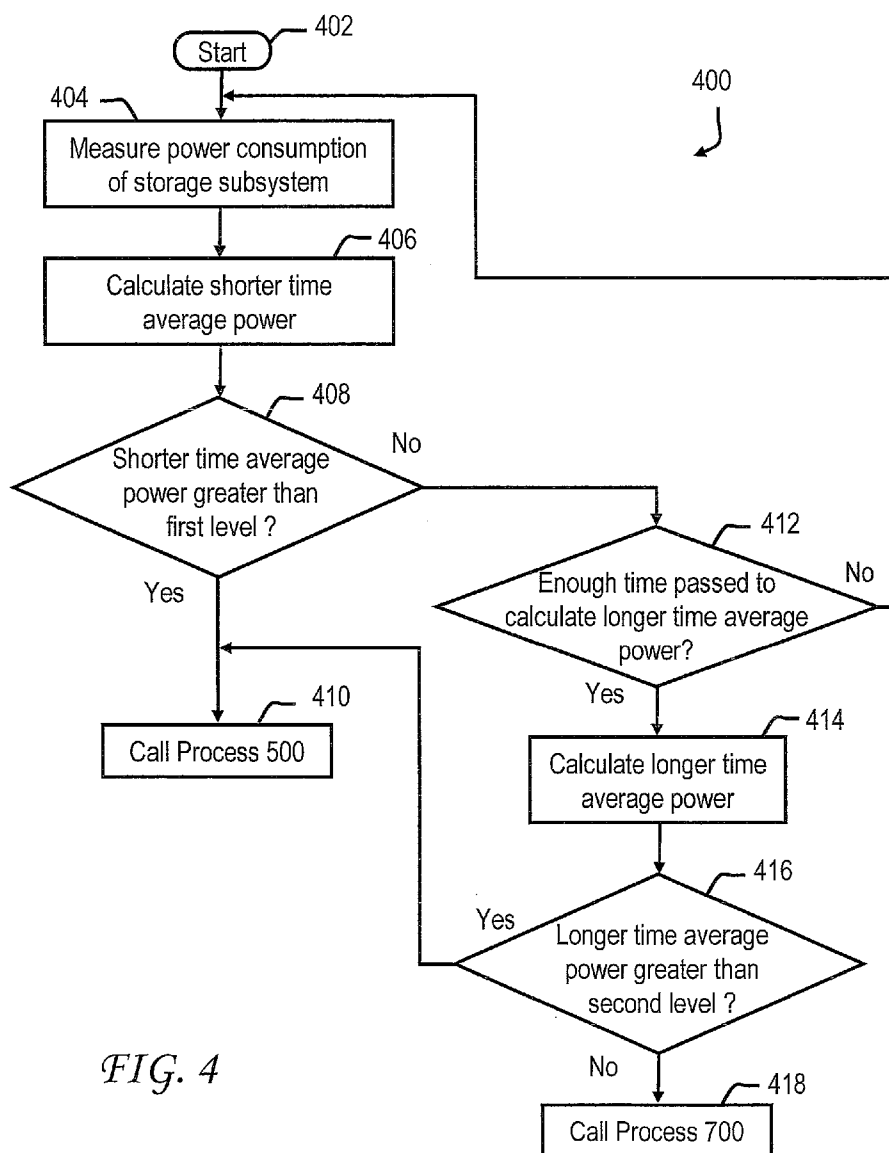 402
Start
400
404
Measure power consumption
of storage subsystem
406
Calculate shorter time
average power
408
No
Shorter time average
power greater than
first level ?
Yes
412
Enough time passed to
calculate longer time average
power?
No
Yes
410
Call Process 500
414
Calculate longer time
average power
416
Yes
Longer time average
power greater than
second level ?
No
418
Call Process 700
FIG. 4